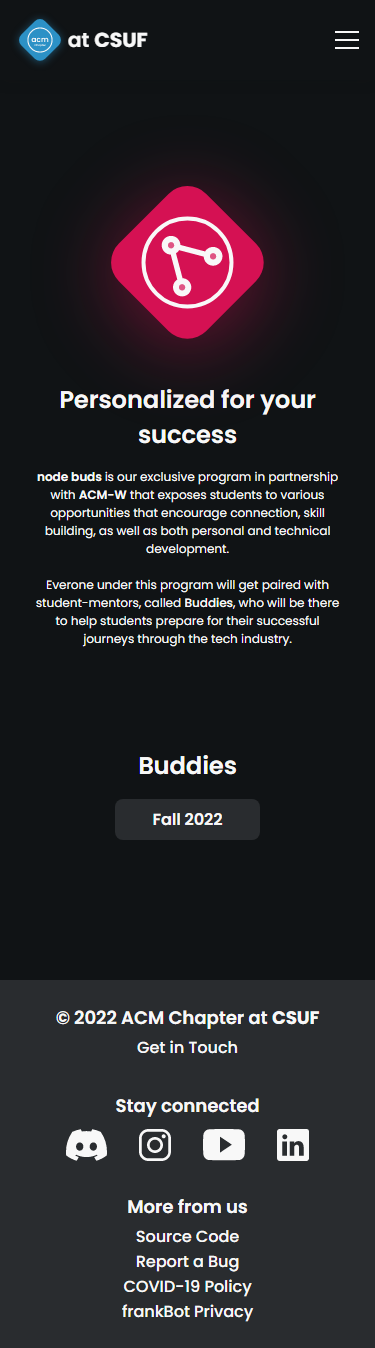 acm
at CSUF
Personalized for your
success
node buds is our exclusive program in partnership
with ACM-W that exposes students to various
opportunities that encourage connection, skill
building, as well as both personal and technical
development.
Everone under this program will get paired with
student-mentors, called Buddies, who will be there
to help students prepare for their successful
journeys through the tech industry.
Buddies
Fall 2022
© 2022 ACM Chapter at CSUF
Get in Touch
Stay connected
in
More from us
Source Code
Report a Bug
COVID-19 Policy
frankBot Privacy